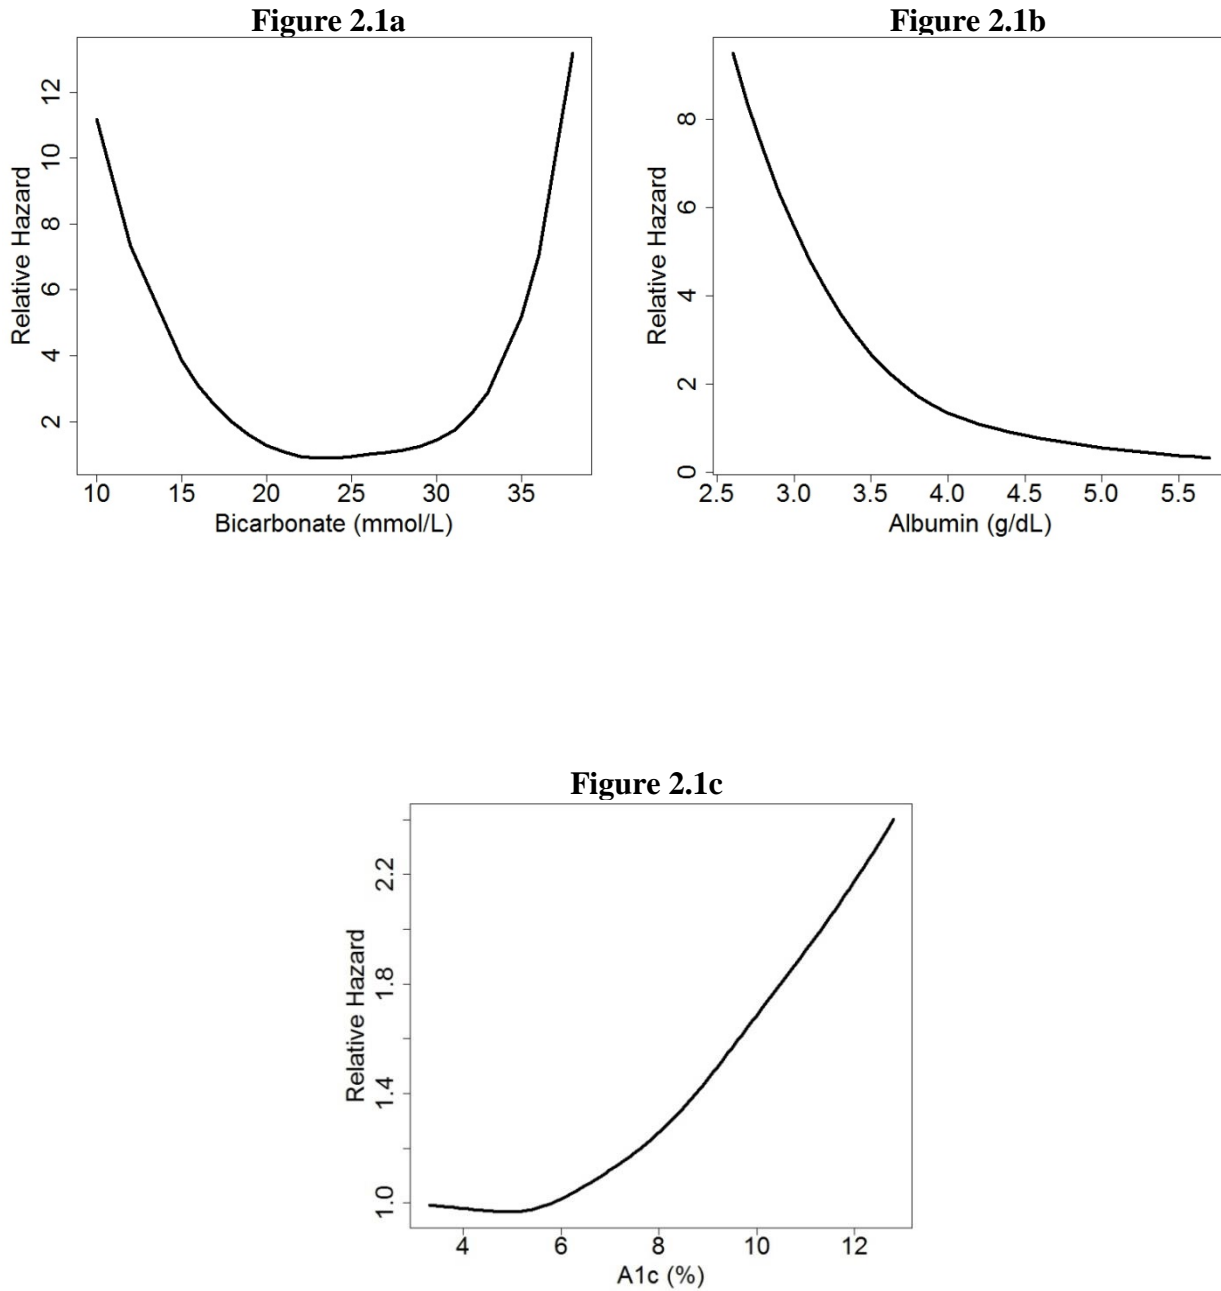 Figure 2.1a
12
10
8
6
4
2
Relative Hazard
10 15 20 25 30 35
Bicarbonate (mmol/L)
Figure 2.1b
8
6
4
2
0
Relative Hazard
2.5 3.0 3.5 4.0 4.5 5.0 5.5
Albumin (g/dL)
Figure 2.1c
2.2
1.8
1.4
1.0
Relative Hazard
4 6 8 10 12
A1c (%)